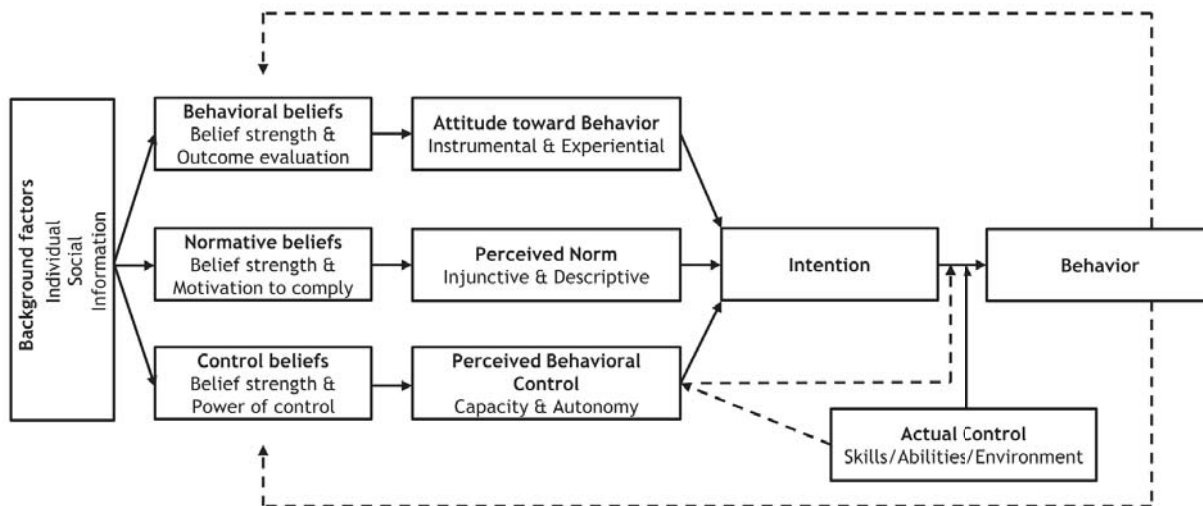 Background factors
Individual
Social
Information
Behavioral beliefs
Belief strength &
Outcome evaluation
Attitude toward Behavior
Instrumental & Experiential
Normative beliefs
Belief strength &
Motivation to comply
Perceived Norm
Injunctive & Descriptive
Intention
Behavior
Control beliefs
Belief strength &
Power of control
Perceived Behavioral
Control
Capacity & Autonomy
Actual Control
Skills/Abilities/Environment